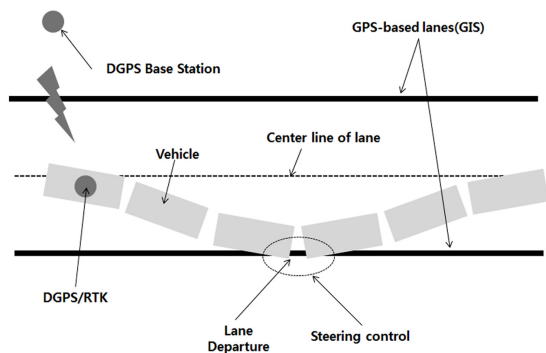 GPS-based lanes(GIS)
DGPS Base Station
Center line of lane
Vehicle
DGPS/RTK
Lane
Departure
Steering control